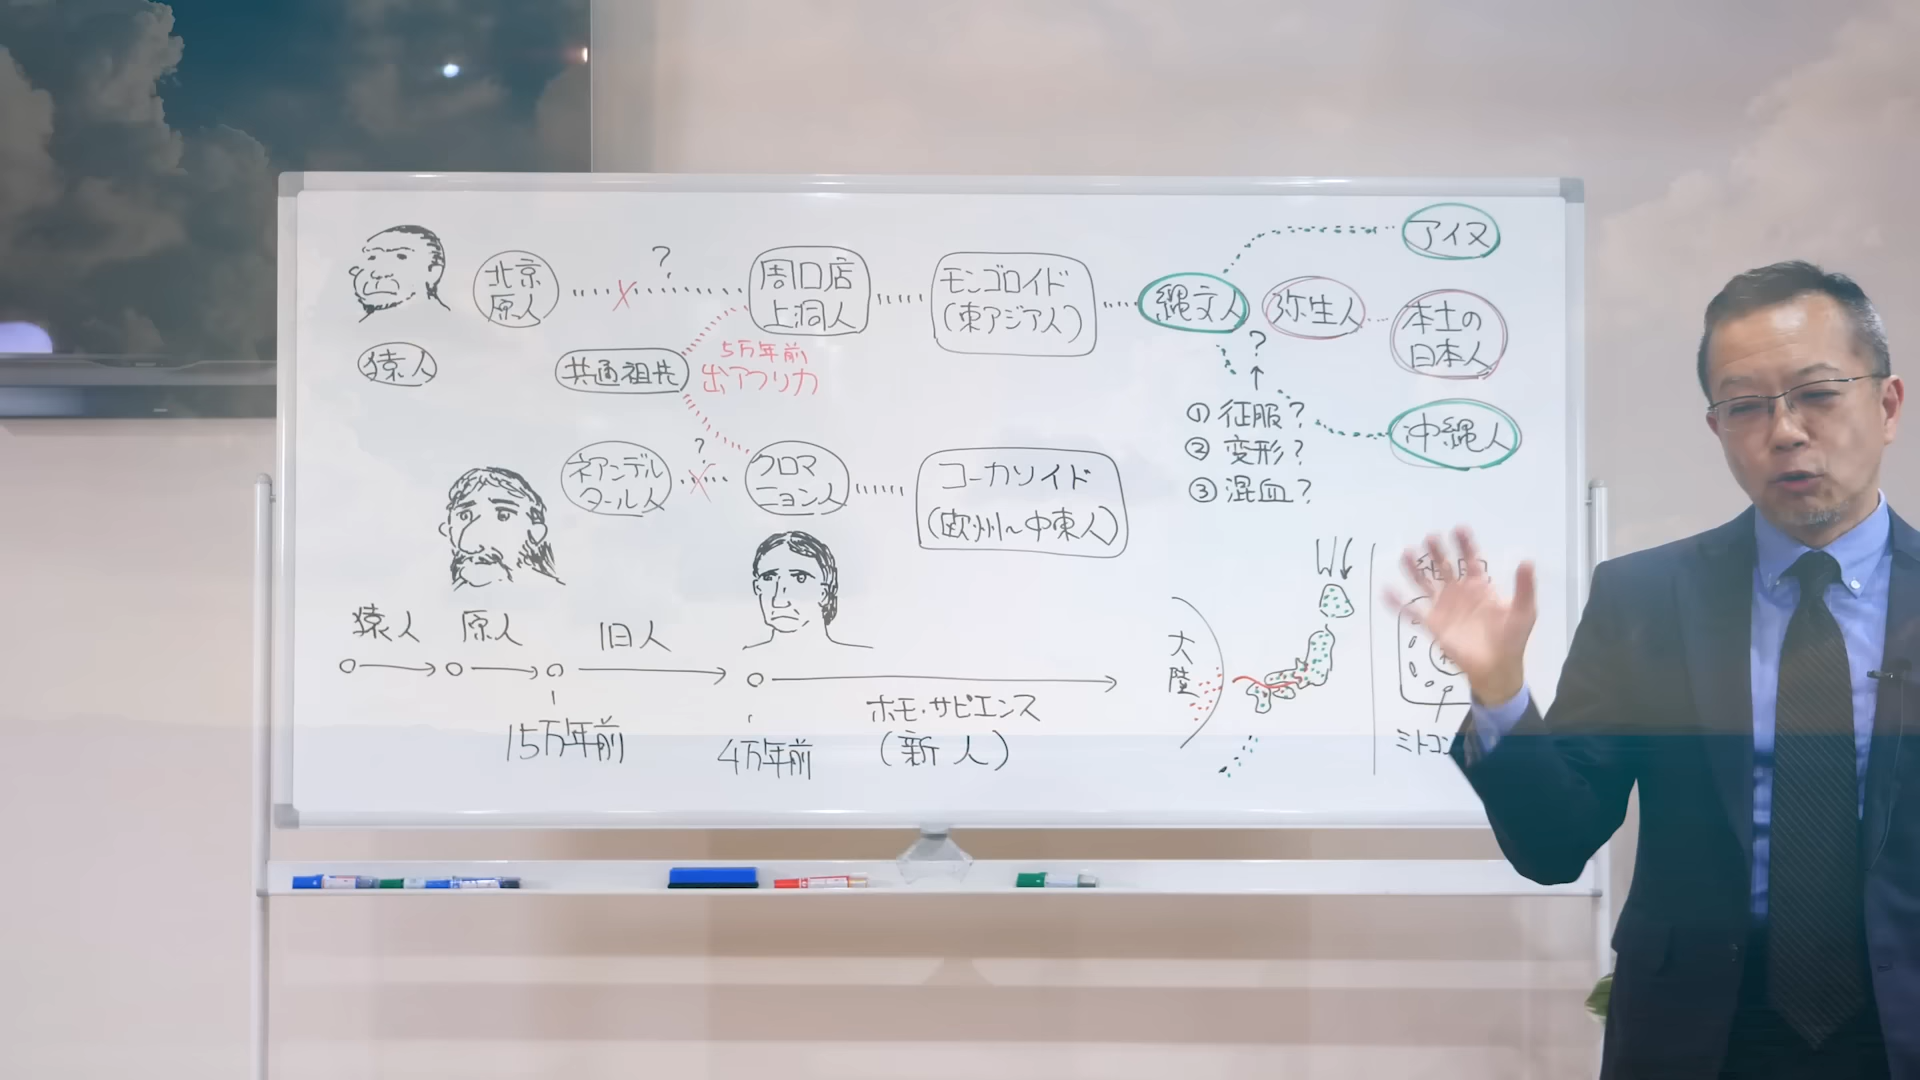 北京
原人
?
周口店
上洞人
モンゴロイド
(東アジア人)
縄文人
弥生人
アイヌ
本土の
日本人
猿人
共通祖先
5万年前
出アフリカ
?
① 征服?
② 変形?
③ 混血?
沖縄人
ネアンデル
タール人
?
クロマ
ニョン人
コーカソイド
(欧州~中東人)
猿人
原人
旧人
15万年前
4万年前
ホモ・サピエンス
(新人)
大
陸
細胞
ミトコン